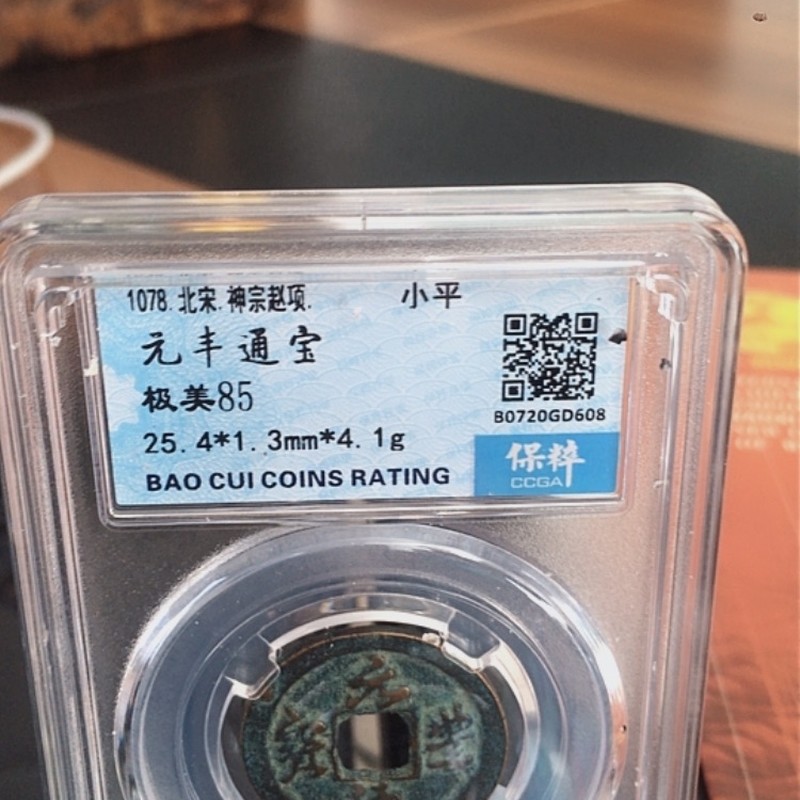 1078.北宋.神宗赵顼.
小平
元丰通宝
极美85
25.4*1.3mm*4.1g
BAO CUI COINS RATING
B0720GD608
保粹
CCGA
元